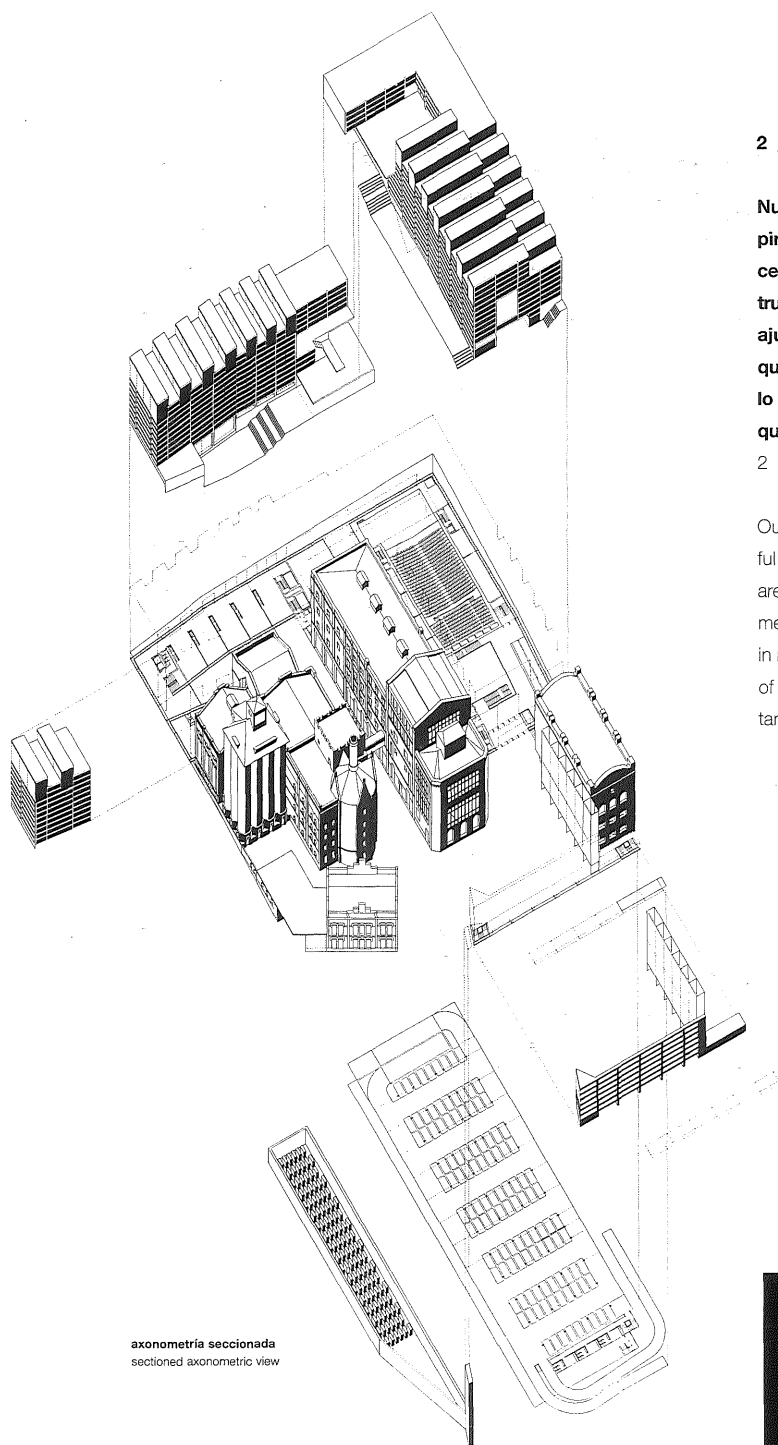 2
Nu
pi
ce
tru
aju
qu
lo
qu
2
Ou
ful
are
me
in
of
tar
axonometría seccionada
sectioned axonometric view